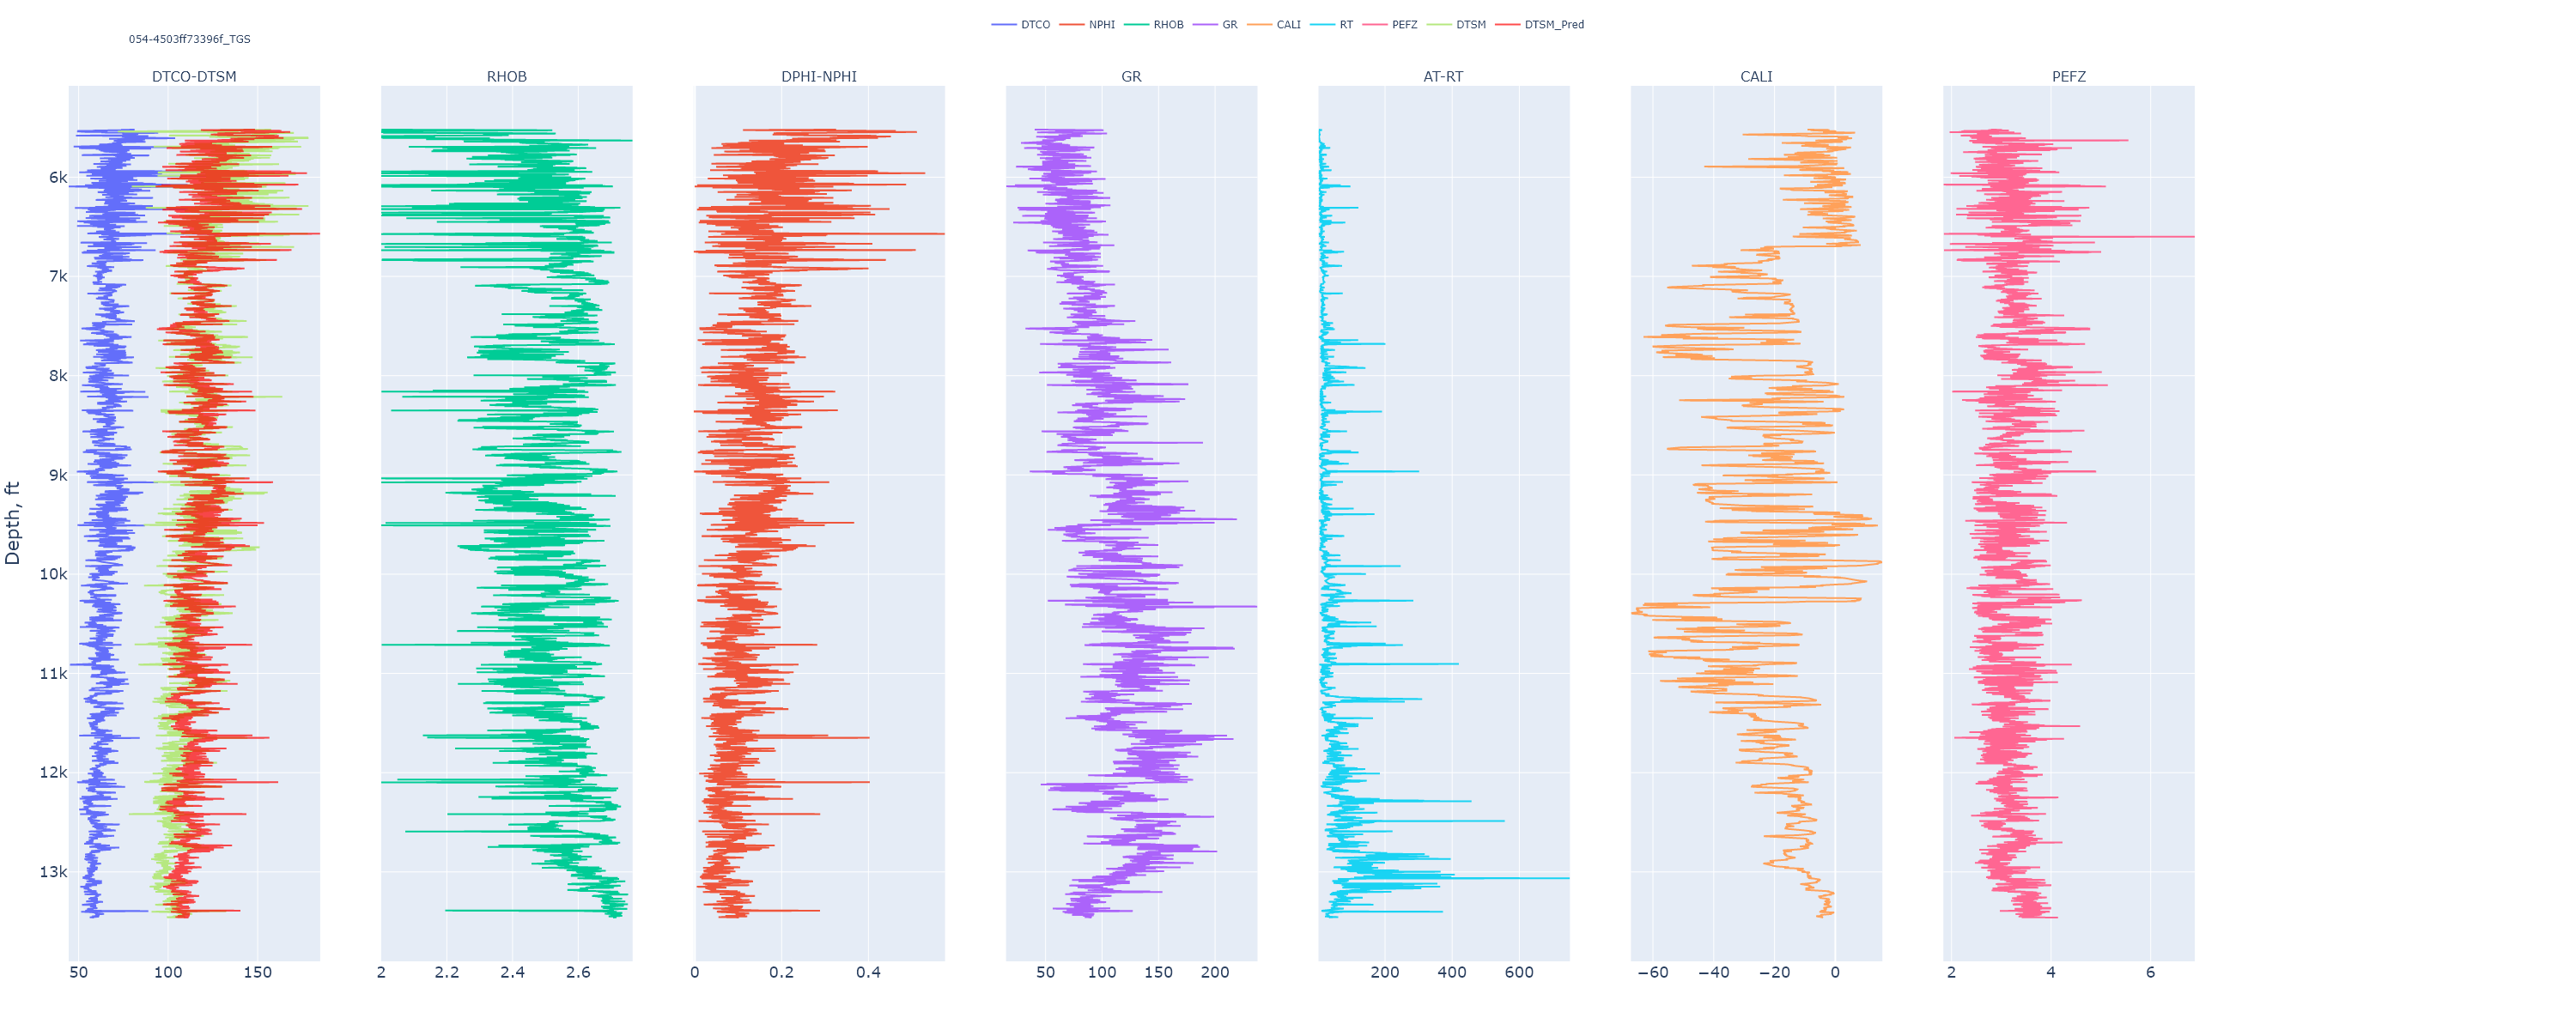 DTCO NPHI RHOB GR CALI RT PEFZ DTSM DTSM_Pred
054-4503ff73396f_TGS
DTCO-DTSM RHOB DPHI-NPHI GR AT-RT CALI PEFZ
Depth, ft
6k
7k
8k
9k
10k
11k
12k
13k
50 100 150 2 2.2 2.4 2.6 0 0.2 0.4 50 100 150 200 200 400 600 −60 −40 −20 0 2 4 6